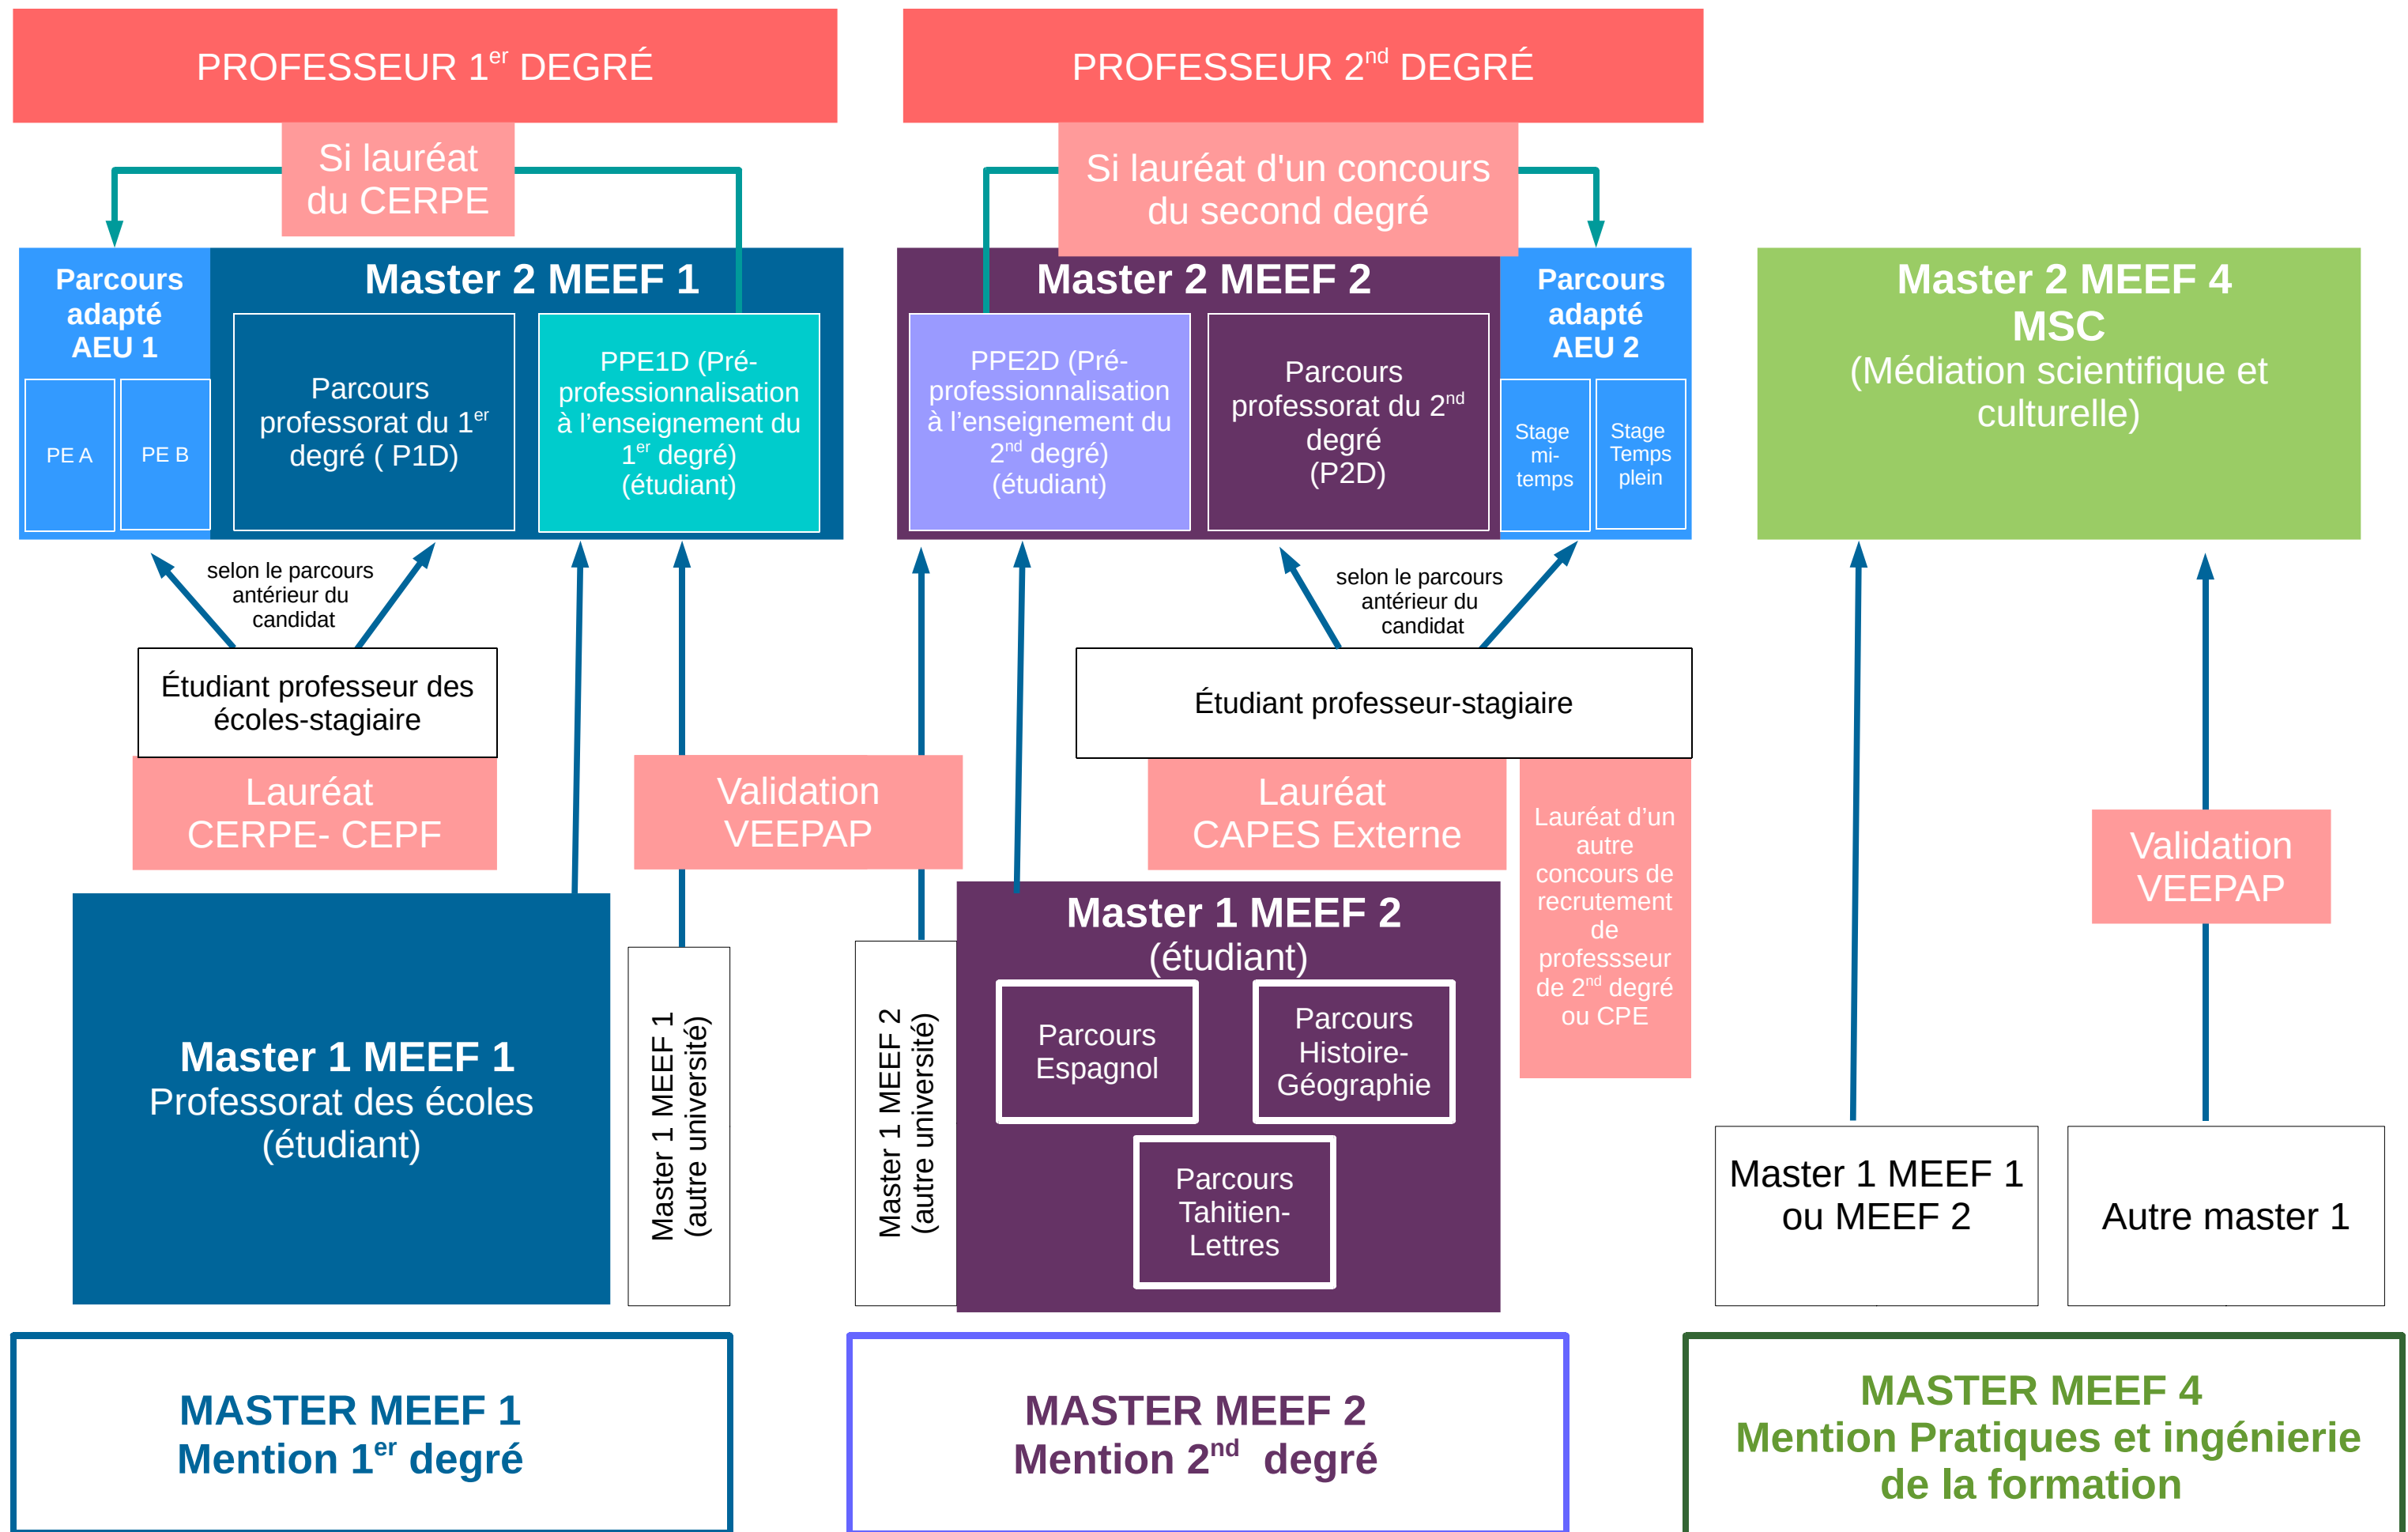 PROFESSEUR 1er DEGRÉ
PROFESSEUR 2nd DEGRÉ
Si lauréat
du CERPE
Si lauréat d'un concours
du second degré
Parcours
adapté
AEU 1
PE A
PE B
Master 2 MEEF 1
Parcours
professorat du 1er
degré ( P1D)
PPE1D (Pré-
professionnalisation
à l’enseignement du
1er degré)
(étudiant)
Master 2 MEEF 2
PPE2D (Pré-
professionnalisation
à l’enseignement du
2nd degré)
(étudiant)
Parcours
professorat du 2nd
degré
(P2D)
Parcours
adapté
AEU 2
Stage
mi-
temps
Stage
Temps
plein
Master 2 MEEF 4
MSC
(Médiation scientifique et
culturelle)
selon le parcours
antérieur du
candidat
selon le parcours
antérieur du
candidat
Étudiant professeur des
écoles-stagiaire
Étudiant professeur-stagiaire
Lauréat
CERPE- CEPF
Validation
VEEPAP
Lauréat
CAPES Externe
Lauréat d’un
autre
concours de
recrutement
de
professseur
de 2nd degré
ou CPE
Validation
VEEPAP
Master 1 MEEF 1
Professorat des écoles
(étudiant)
Master 1 MEEF 1
(autre université)
Master 1 MEEF 2
(autre université)
Master 1 MEEF 2
(étudiant)
Parcours
Espagnol
Parcours
Histoire-
Géographie
Parcours
Tahitien-
Lettres
Master 1 MEEF 1
ou MEEF 2
Autre master 1
MASTER MEEF 1
Mention 1er degré
MASTER MEEF 2
Mention 2nd degré
MASTER MEEF 4
Mention Pratiques et ingénierie
de la formation